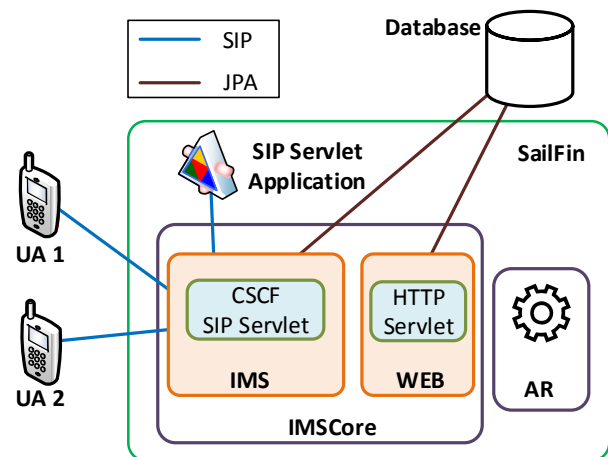 SIP
JPA
Database
SailFin
SIP Servlet
Application
UA 1
UA 2
CSCF
SIP Servlet
IMS
HTTP
Servlet
WEB
IMSCore
AR